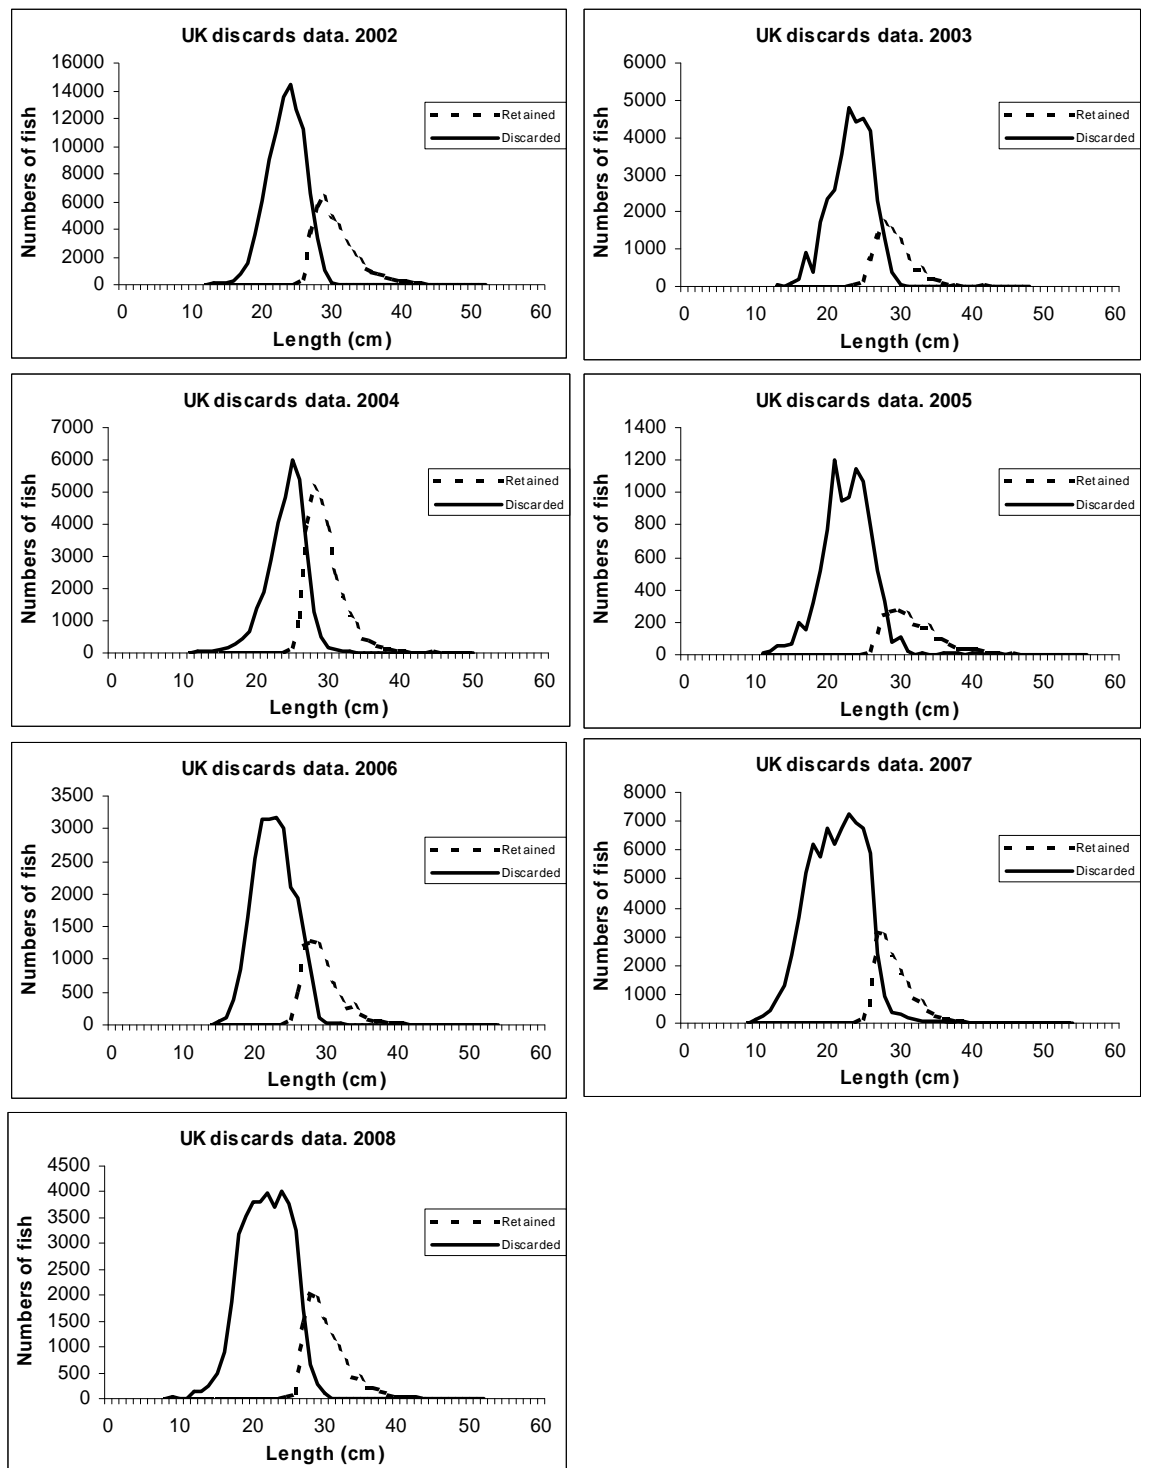 UK discards data. 2002
16000
14000
12000
10000
8000
6000
4000
2000
0
Numbers of fish
0 10 20 30 40 50 60
Length (cm)
Retained
Discarded
UK discards data. 2003
6000
5000
4000
3000
2000
1000
0
Numbers of fish
0 10 20 30 40 50 60
Length (cm)
Retained
Discarded
UK discards data. 2004
7000
6000
5000
4000
3000
2000
1000
0
Numbers of fish
0 10 20 30 40 50 60
Length (cm)
Retained
Discarded
UK discards data. 2005
1400
1200
1000
800
600
400
200
0
Numbers of fish
0 10 20 30 40 50 60
Length (cm)
Retained
Discarded
UK discards data. 2006
3500
3000
2500
2000
1500
1000
500
0
Numbers of fish
0 10 20 30 40 50 60
Length (cm)
Retained
Discarded
UK discards data. 2007
8000
7000
6000
5000
4000
3000
2000
1000
0
Numbers of fish
0 10 20 30 40 50 60
Length (cm)
Retained
Discarded
UK discards data. 2008
4500
4000
3500
3000
2500
2000
1500
1000
500
0
Numbers of fish
0 10 20 30 40 50 60
Length (cm)
Retained
Discarded